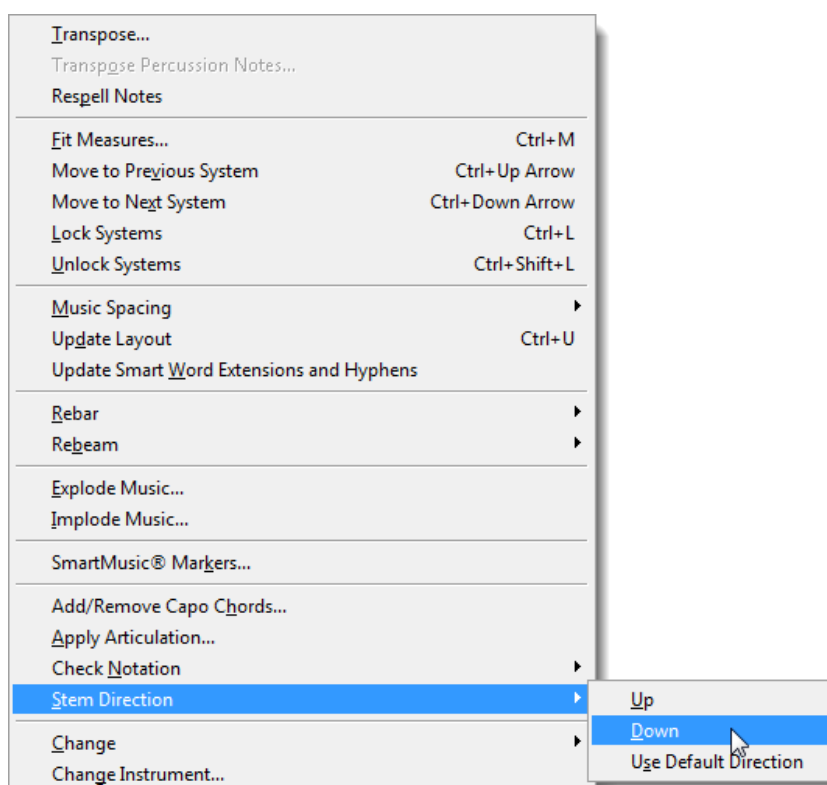 Transpose...
Transpose Percussion Notes...
Respell Notes
Fit Measures... Ctrl+M
Move to Previous System Ctrl+Up Arrow
Move to Next System Ctrl+Down Arrow
Lock Systems Ctrl+L
Unlock Systems Ctrl+Shift+L
Music Spacing
Update Layout Ctrl+U
Update Smart Word Extensions and Hyphens
Rebar
Rebeam
Explode Music...
Implode Music...
SmartMusic® Markers...
Add/Remove Capo Chords...
Apply Articulation...
Check Notation
Stem Direction
Up
Down
Use Default Direction
Change
Change Instrument...